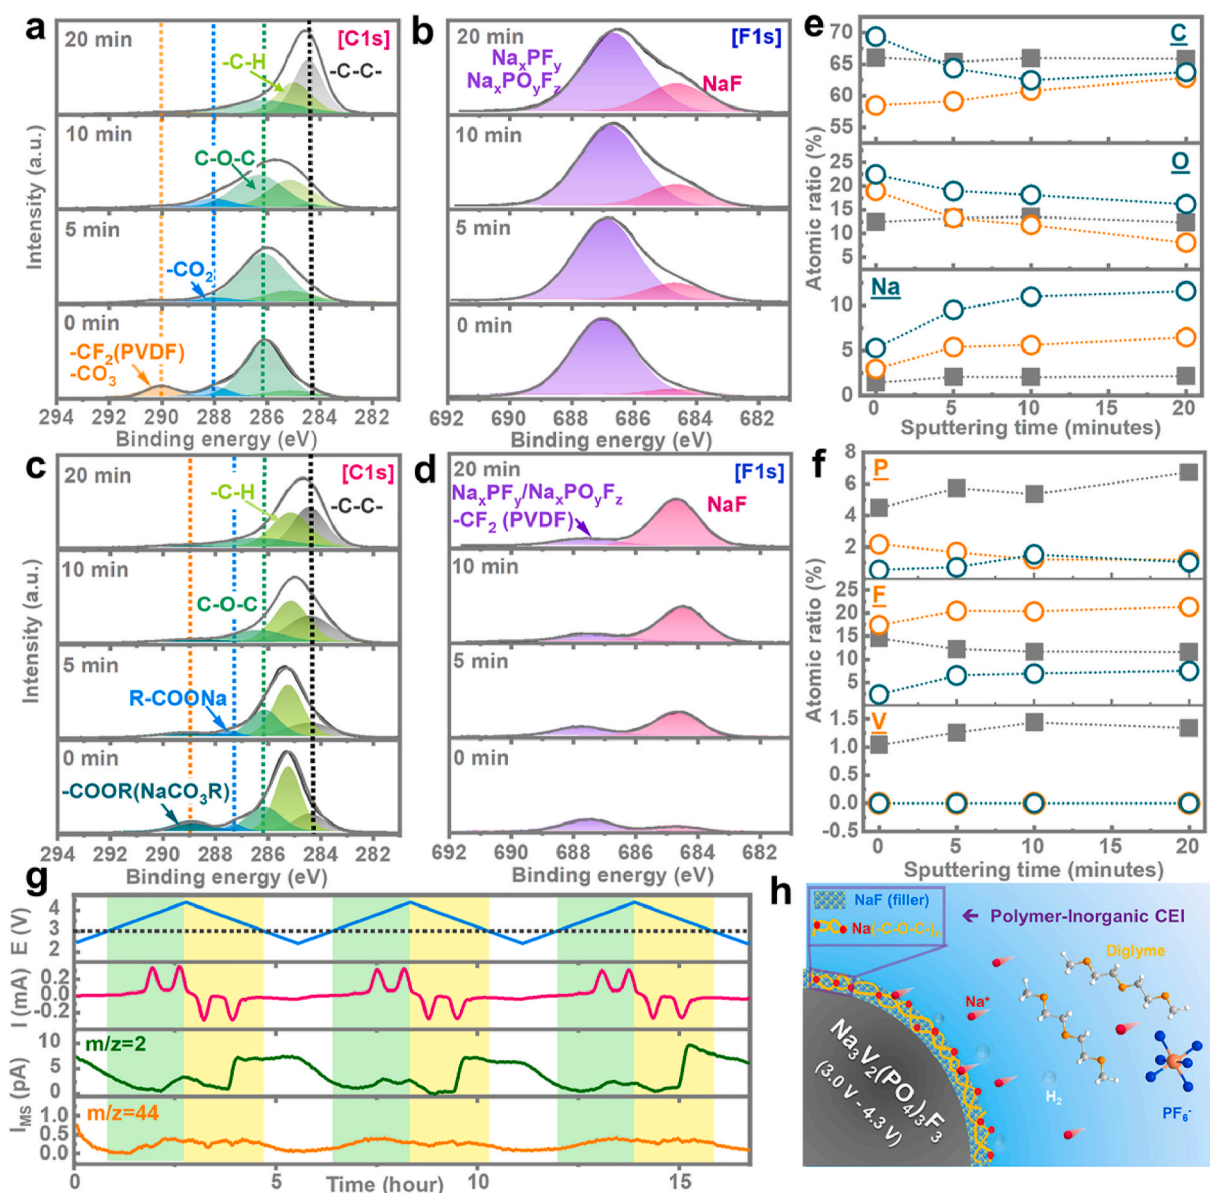 a
20 min
[C1s]
-C-H
-C-C-
10 min
C-O-C
5 min
-CO₂
0 min
-CF₂(PVDF)
-CO₃
Intensity (a.u.)
294 292 290 288 286 284 282
Binding energy (eV)
b
20 min
[F1s]
NaₓPFᵧ
NaₓPOᵧF_z
NaF
10 min
5 min
0 min
692 690 688 686 684 682
Binding energy (eV)
e
C
70
65
60
55
O
25
20
15
10
5
Na
10
5
0
Atomic ratio (%)
0 5 10 15 20
Sputtering time (minutes)
c
20 min
[C1s]
-C-H
-C-C-
10 min
C-O-C
5 min
R-COONa
0 min
-COOR(NaCO₃R)
Intensity (a.u.)
294 292 290 288 286 284 282
Binding energy (eV)
d
20 min
[F1s]
NaₓPFᵧ/NaₓPOᵧF_z
-CF₂ (PVDF)
NaF
10 min
5 min
0 min
692 690 688 686 684 682
Binding energy (eV)
f
P
8
6
4
2
F
25
20
15
10
5
V
1.5
1.0
0.0
-0.5
Atomic ratio (%)
0 5 10 15 20
Sputtering time (minutes)
g
E (V)
4
3
2
I (mA)
0.2
-0.2
m/z=2
10
5
0
I_MS (pA)
m/z=44
1.0
0.5
0.0
0 5 10 15
Time (hour)
h
NaF (filler)
Na(-C-O-C-)ₙ
Polymer-Inorganic CEI
Diglyme
Na⁺
H₂
PF₆⁻
Na₃V₂(PO₄)₃F₃
(3.0 V - 4.3 V)